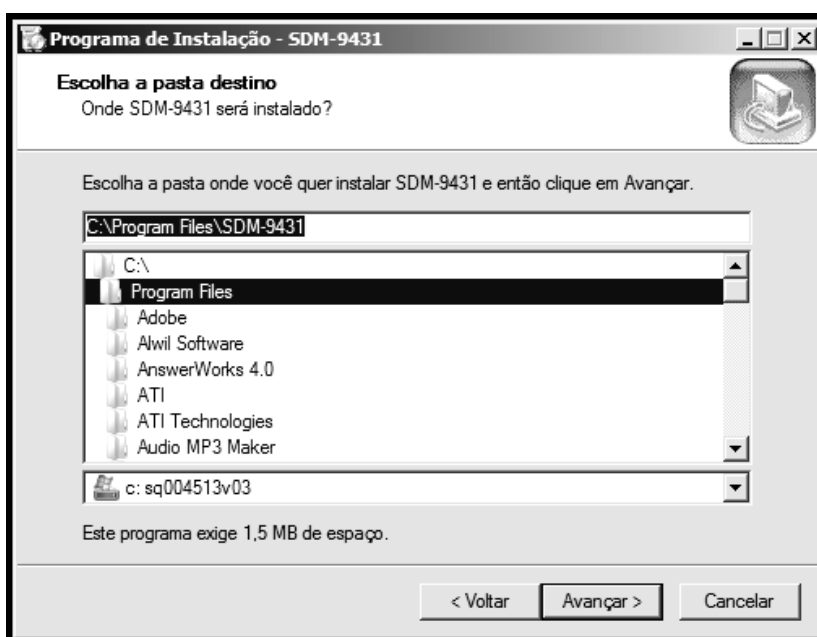 Programa de Instalação - SDM-9431
Escolha a pasta destino
Onde SDM-9431 será instalado?
Escolha a pasta onde você quer instalar SDM-9431 e então clique em Avançar.
C:\Program Files\SDM-9431
C:\
Program Files
Adobe
Alwil Software
AnswerWorks 4.0
ATI
ATI Technologies
Audio MP3 Maker
c: sq004513v03
Este programa exige 1,5 MB de espaço.
< Voltar Avançar > Cancelar